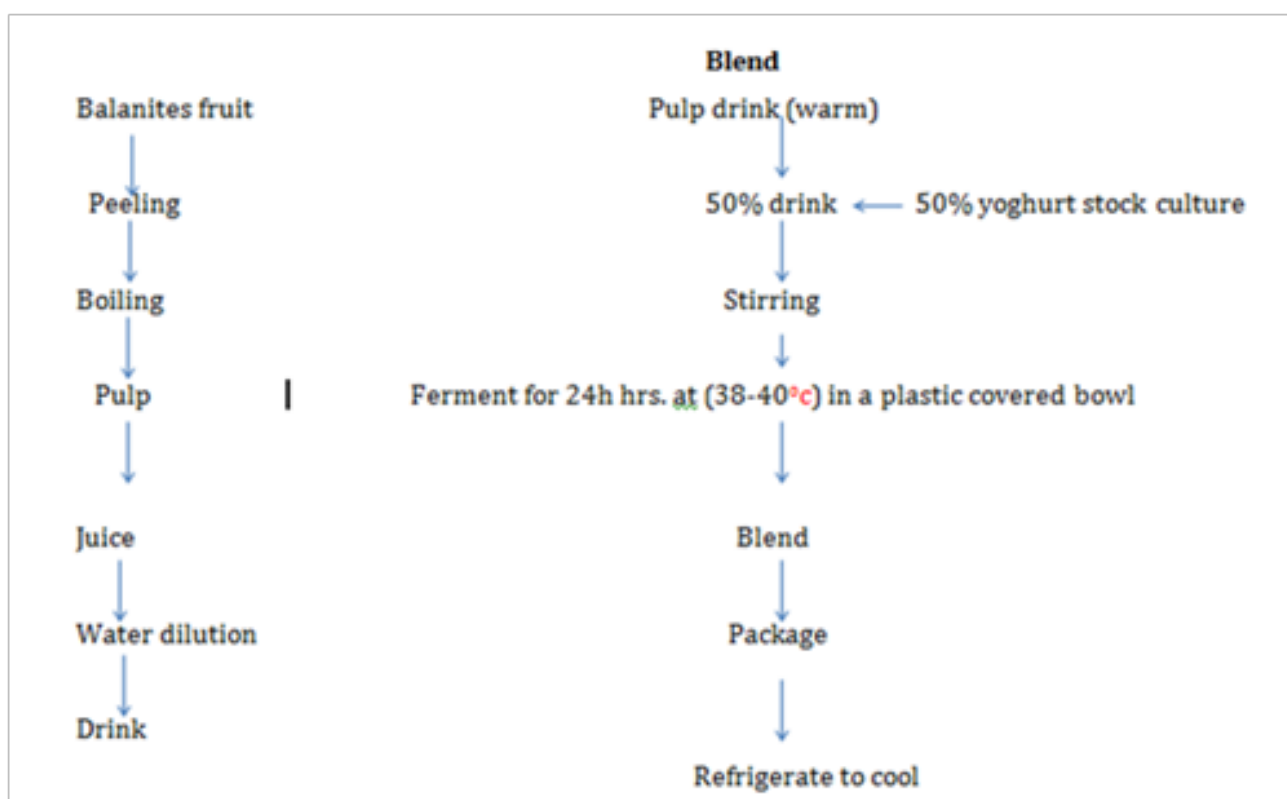 Blend
Balanites fruit
Pulp drink (warm)
Peeling
50% drink
50% yoghurt stock culture
Boiling
Stirring
Pulp
Ferment for 24h hrs. at (38-40°c) in a plastic covered bowl
Juice
Blend
Water dilution
Package
Drink
Refrigerate to cool